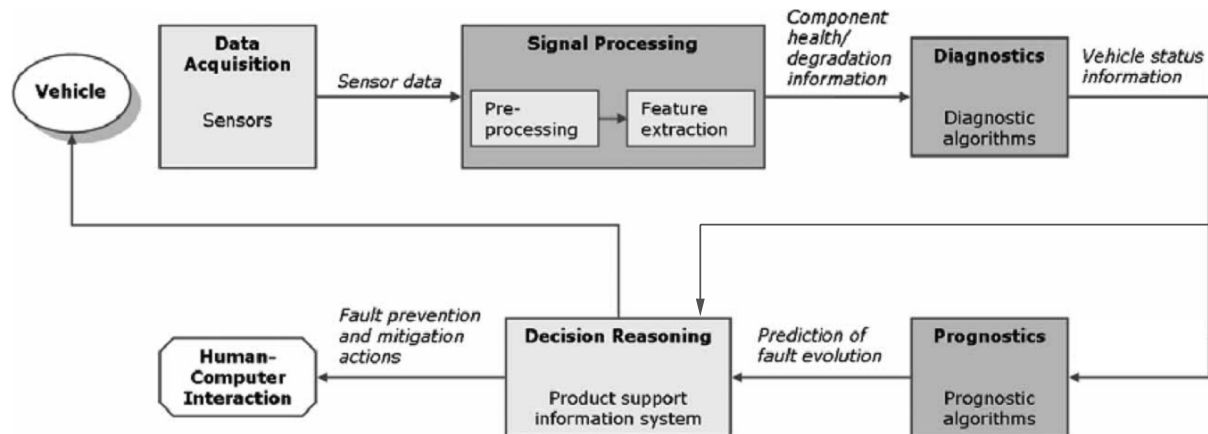 Vehicle
Data
Acquisition
Sensors
Sensor data
Signal Processing
Pre-
processing
Feature
extraction
Component
health/
degradation
information
Diagnostics
Diagnostic
algorithms
Vehicle status
information
Human-
Computer
Interaction
Fault prevention
and mitigation
actions
Decision Reasoning
Product support
information system
Prediction of
fault evolution
Prognostics
Prognostic
algorithms